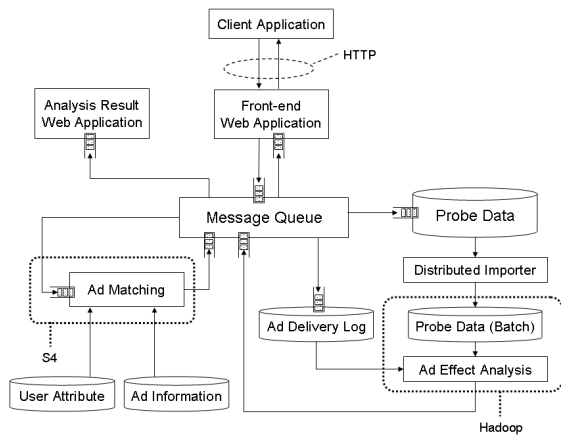 Client Application
HTTP
Analysis Result
Web Application
Front-end
Web Application
Message Queue
Probe Data
Ad Matching
Distributed Importer
Ad Delivery Log
Probe Data (Batch)
S4
Ad Effect Analysis
User Attribute
Ad Information
Hadoop